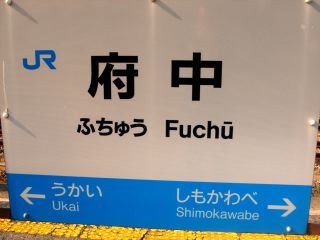 JR
府中
ふちゅう Fuchū
← うかい しもかわべ →
Ukai Shimokawabe